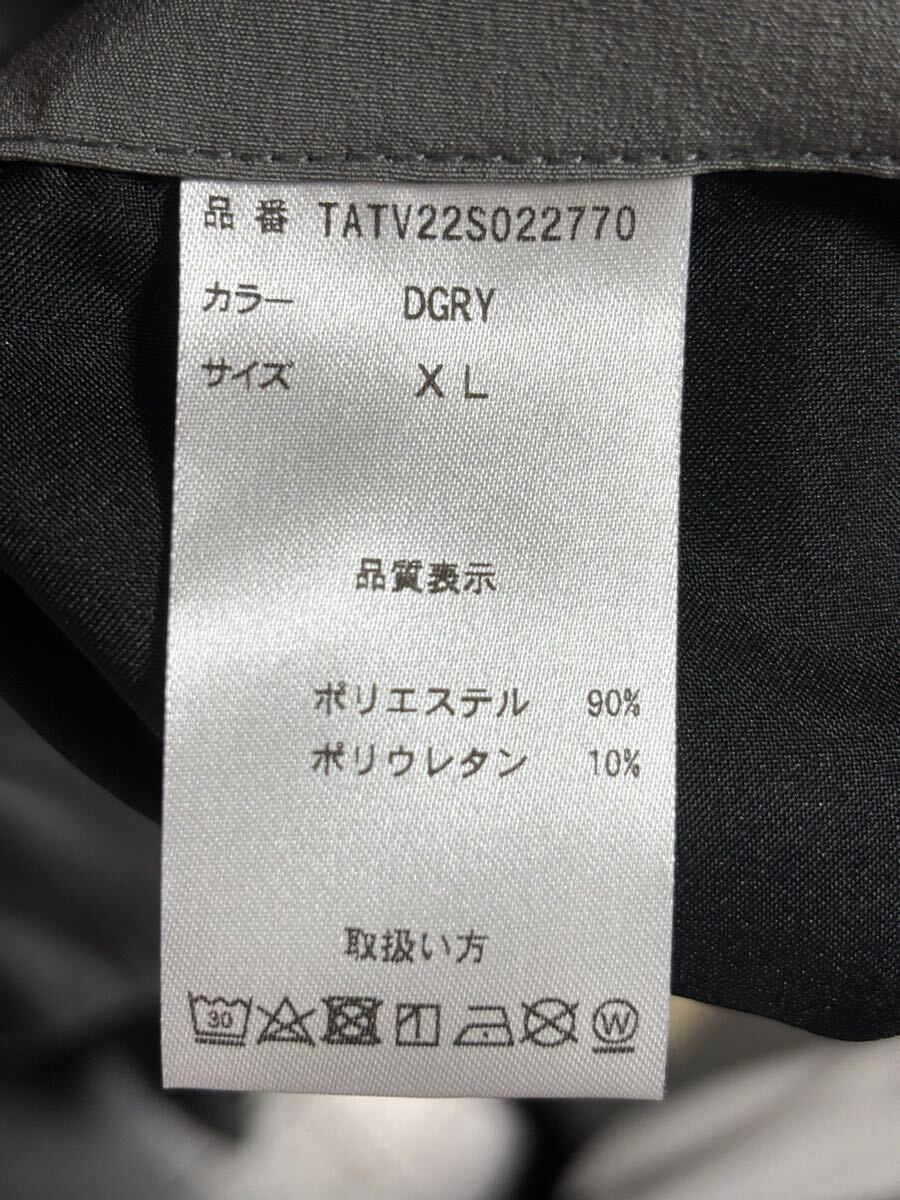 品番 TATV22S022770
カラー DGRY
サイズ XL
品質表示
ポリエステル 90%
ポリウレタン 10%
取扱い方
30 W